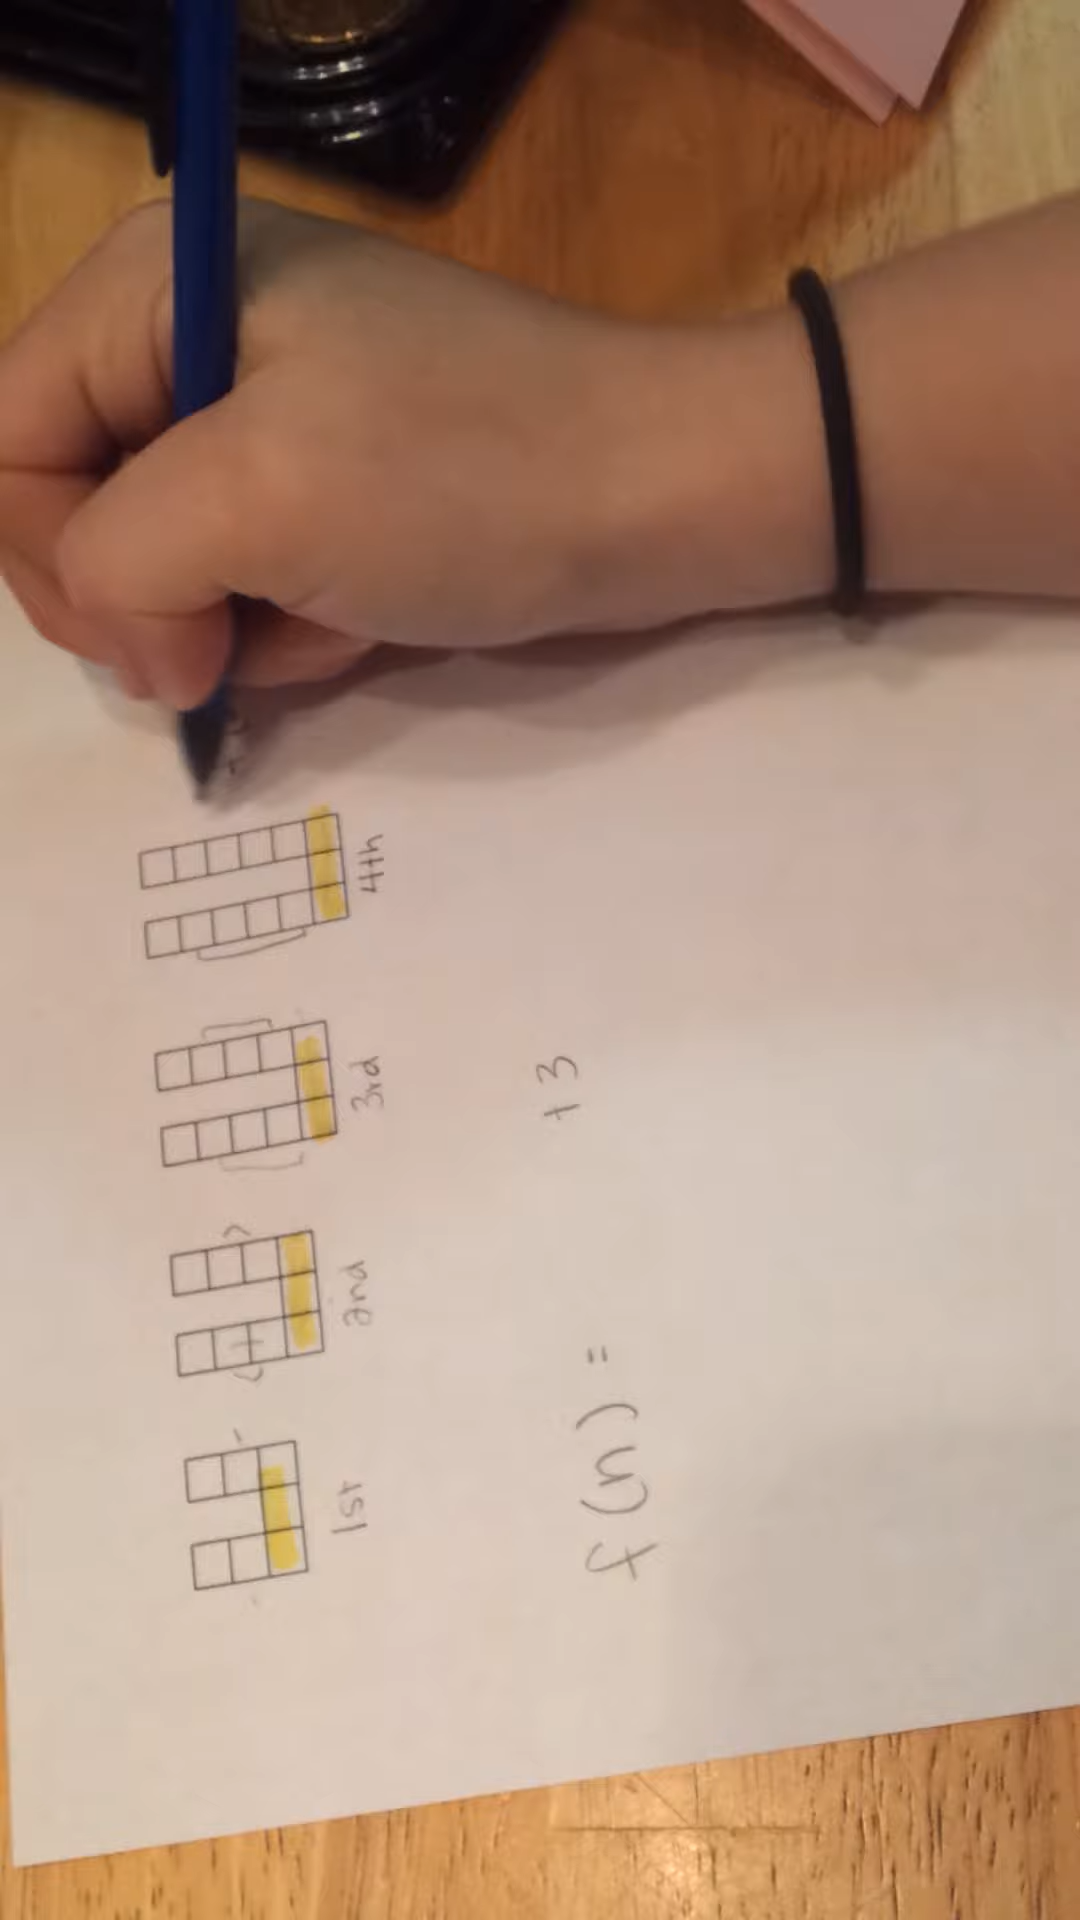 1st 2nd 3rd 4th
f(n) = +3